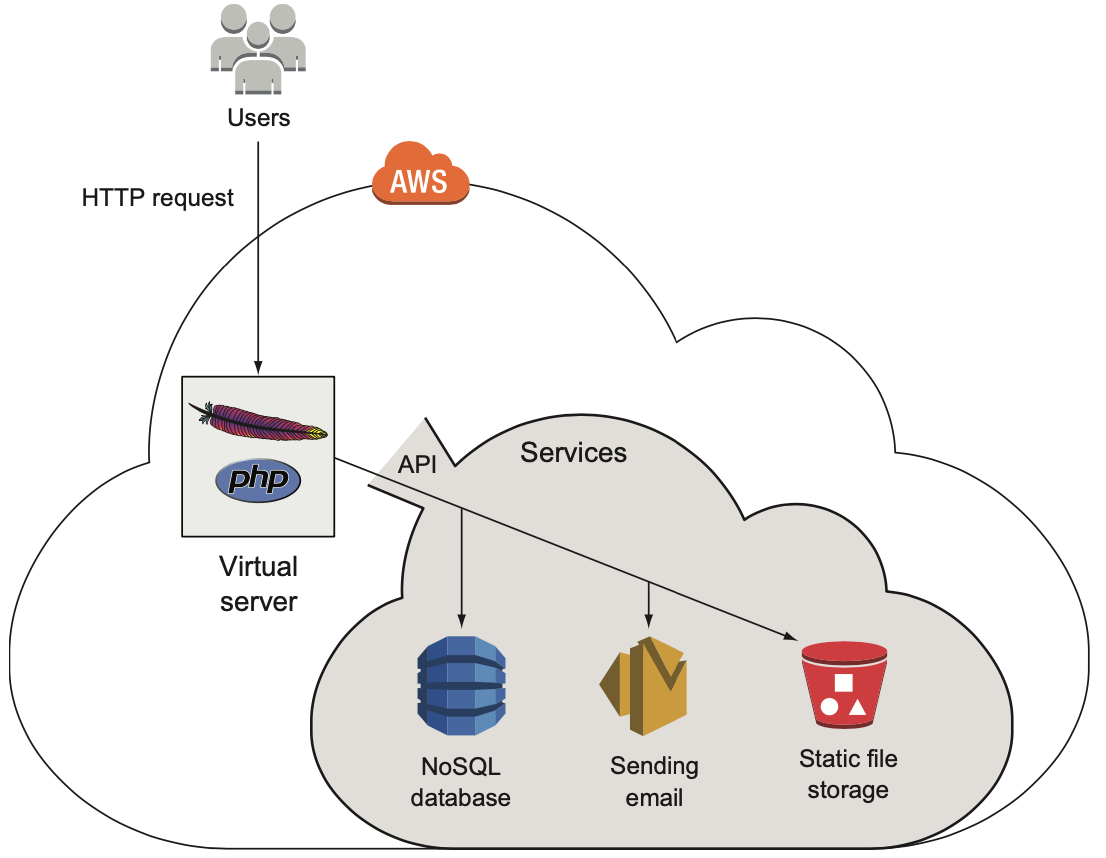 Users
HTTP request
AWS
php
Virtual
server
API
Services
NoSQL
database
Sending
email
Static file
storage